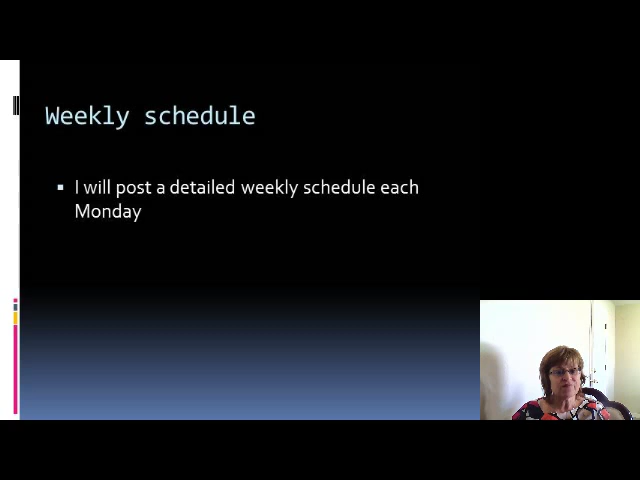 Weekly schedule
▪ I will post a detailed weekly schedule each
Monday